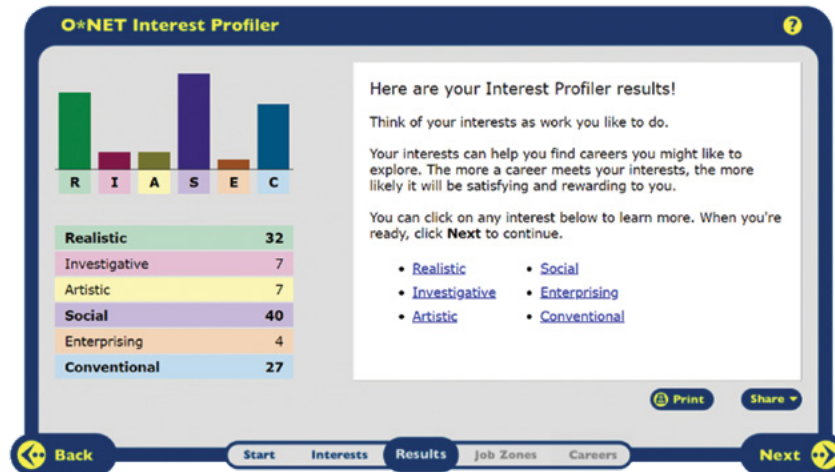 O*NET Interest Profiler
?
R I A S E C
Realistic 32
Investigative 7
Artistic 7
Social 40
Enterprising 4
Conventional 27
Here are your Interest Profiler results!
Think of your interests as work you like to do.
Your interests can help you find careers you might like to
explore. The more a career meets your interests, the more
likely it will be satisfying and rewarding to you.
You can click on any interest below to learn more. When you're
ready, click Next to continue.
• Realistic • Social
• Investigative • Enterprising
• Artistic • Conventional
Print Share
Back Start Interests Results Job Zones Careers Next